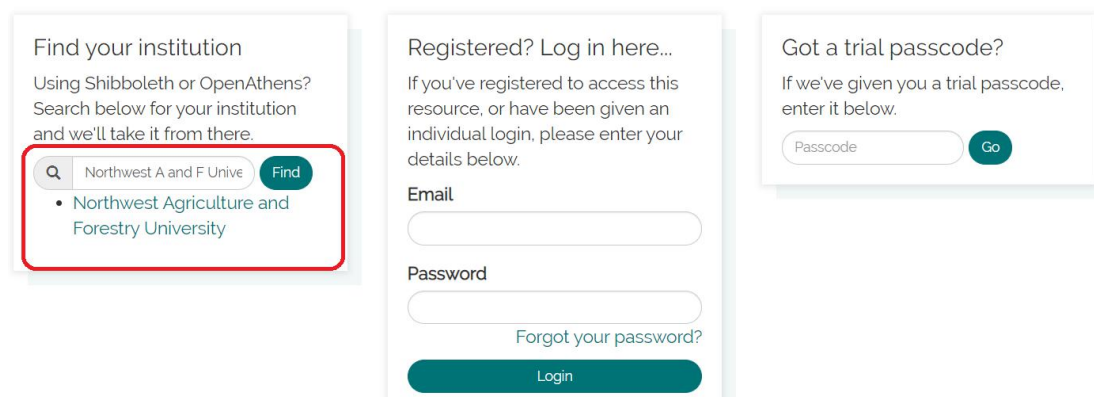 Find your institution
Using Shibboleth or OpenAthens?
Search below for your institution
and we'll take it from there.
Northwest A and F Unive
Find
Northwest Agriculture and
Forestry University
Registered? Log in here...
If you've registered to access this
resource, or have been given an
individual login, please enter your
details below.
Email
Password
Forgot your password?
Login
Got a trial passcode?
If we've given you a trial passcode,
enter it below.
Passcode
Go